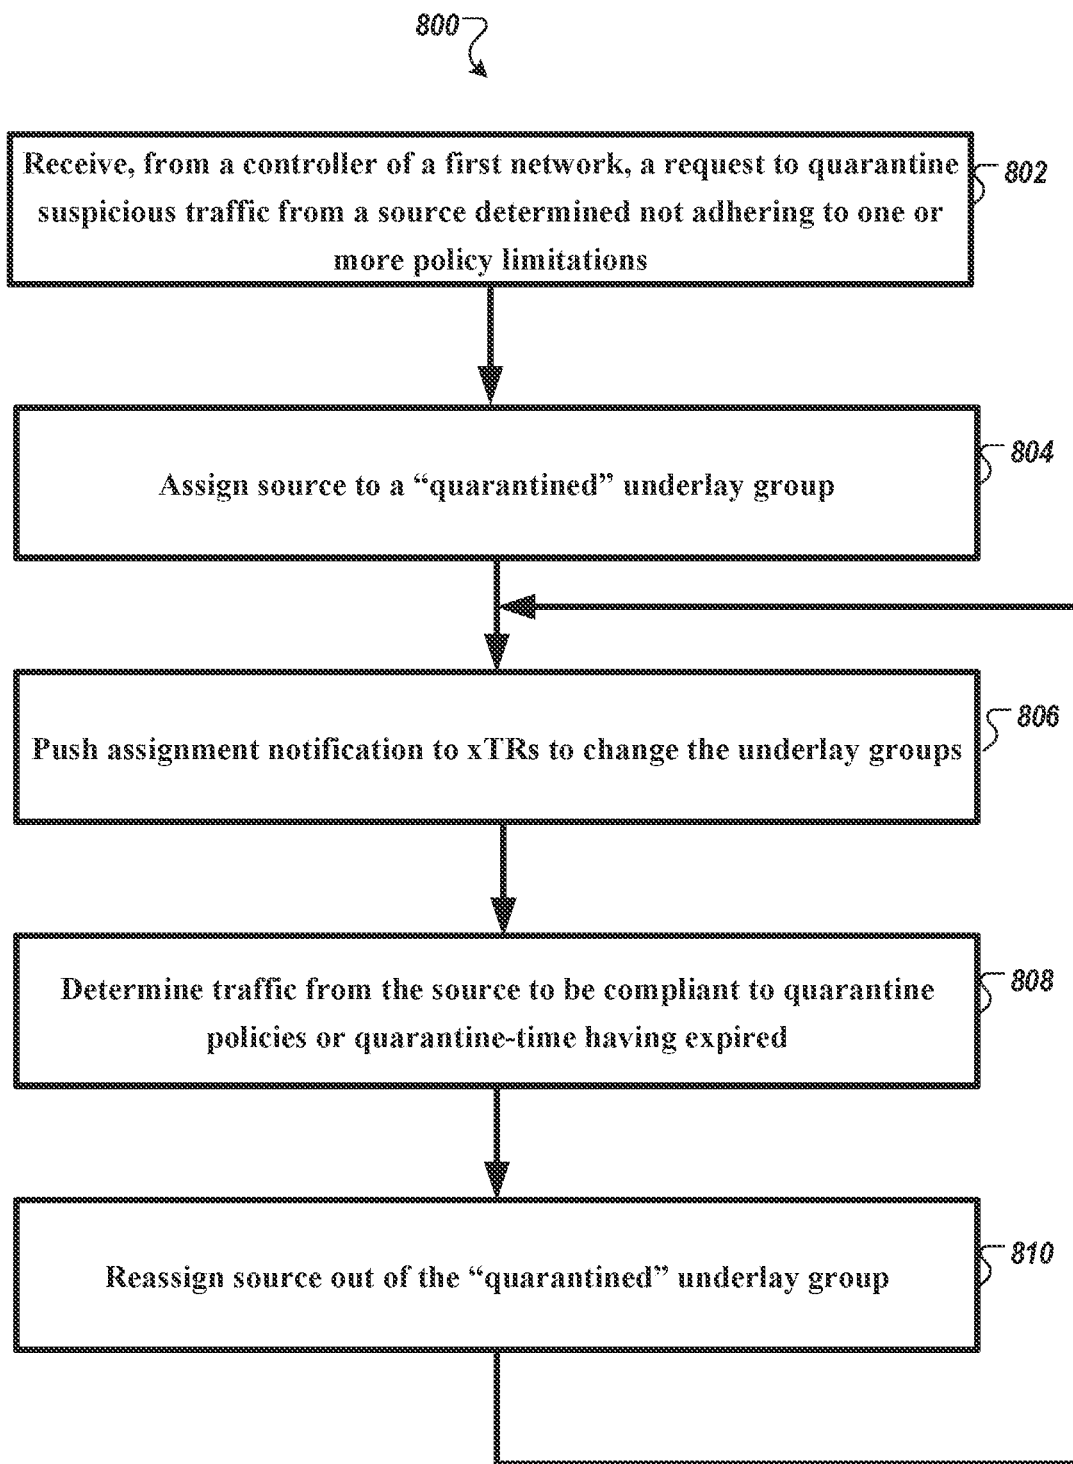 800
Receive, from a controller of a first network, a request to quarantine
suspicious traffic from a source determined not adhering to one or
more policy limitations
802
Assign source to a “quarantined” underlay group
804
Push assignment notification to xTRs to change the underlay groups
806
Determine traffic from the source to be compliant to quarantine
policies or quarantine-time having expired
808
Reassign source out of the “quarantined” underlay group
810